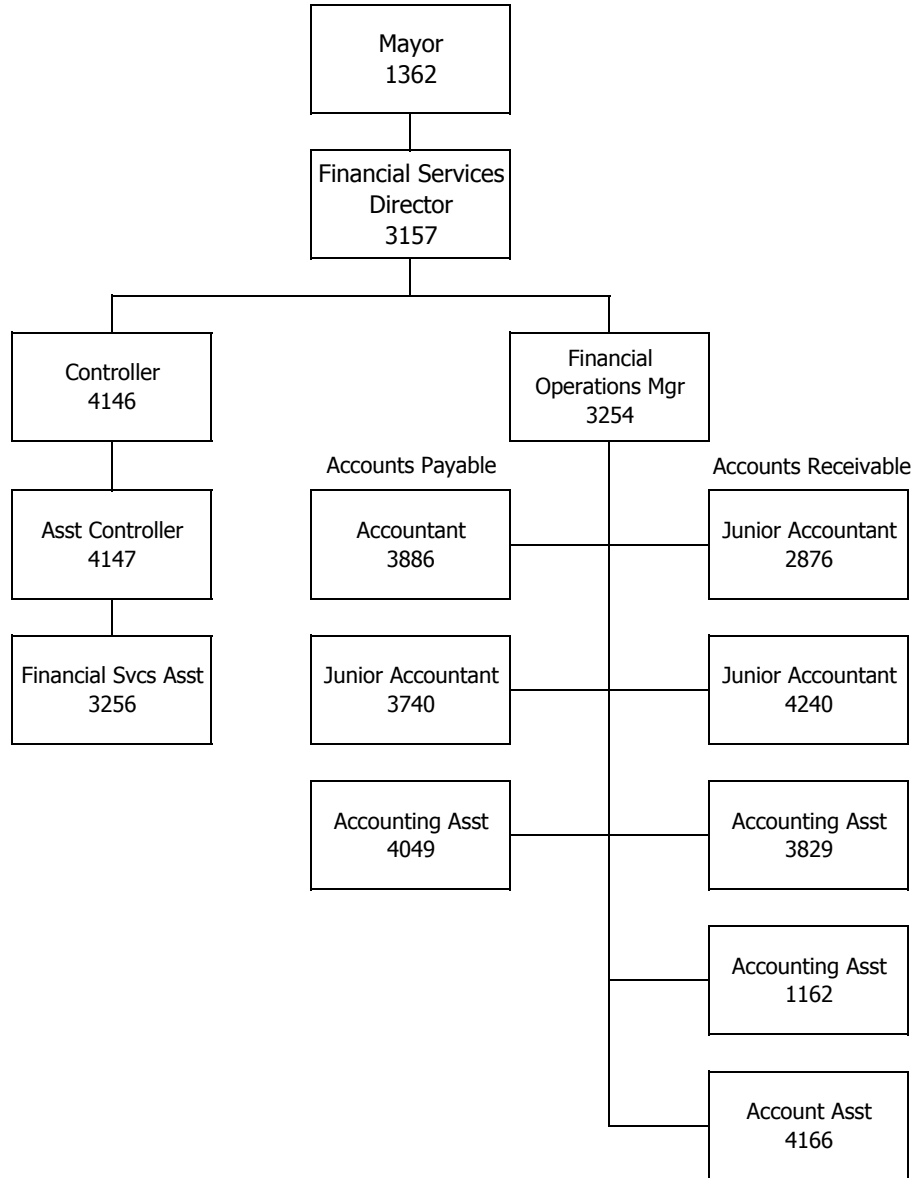 Mayor
1362
Financial Services
Director
3157
Controller
4146
Financial
Operations Mgr
3254
Accounts Payable
Accounts Receivable
Asst Controller
4147
Accountant
3886
Junior Accountant
2876
Financial Svcs Asst
3256
Junior Accountant
3740
Junior Accountant
4240
Accounting Asst
4049
Accounting Asst
3829
Accounting Asst
1162
Account Asst
4166